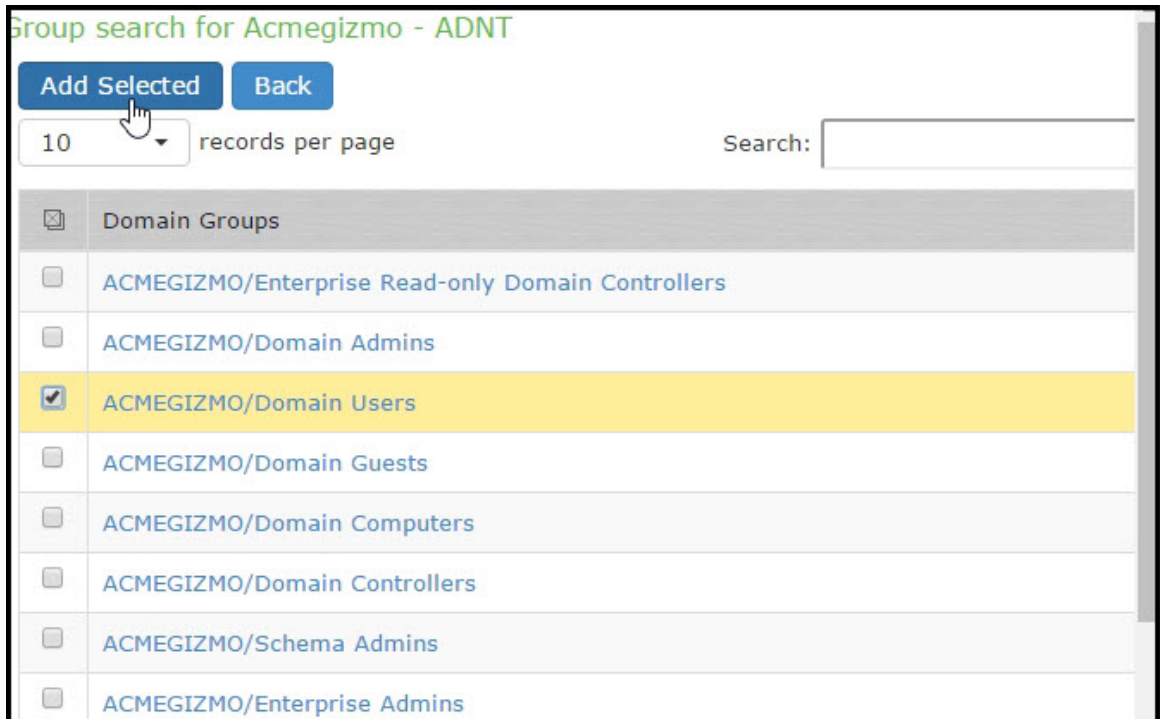 Group search for Acmegizmo - ADNT
Add Selected Back
10 records per page Search:
Domain Groups
ACMEGIZMO/Enterprise Read-only Domain Controllers
ACMEGIZMO/Domain Admins
ACMEGIZMO/Domain Users
ACMEGIZMO/Domain Guests
ACMEGIZMO/Domain Computers
ACMEGIZMO/Domain Controllers
ACMEGIZMO/Schema Admins
ACMEGIZMO/Enterprise Admins